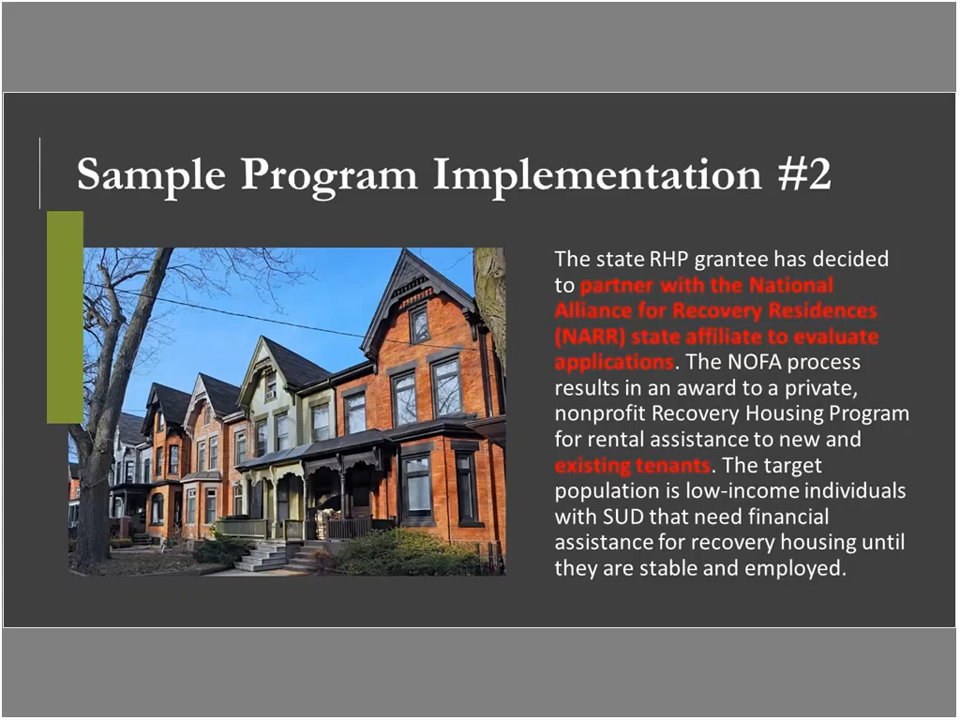 Sample Program Implementation #2
The state RHP grantee has decided
to partner with the National
Alliance for Recovery Residences
(NARR) state affiliate to evaluate
applications. The NOFA process
results in an award to a private,
nonprofit Recovery Housing Program
for rental assistance to new and
existing tenants. The target
population is low-income individuals
with SUD that need financial
assistance for recovery housing until
they are stable and employed.